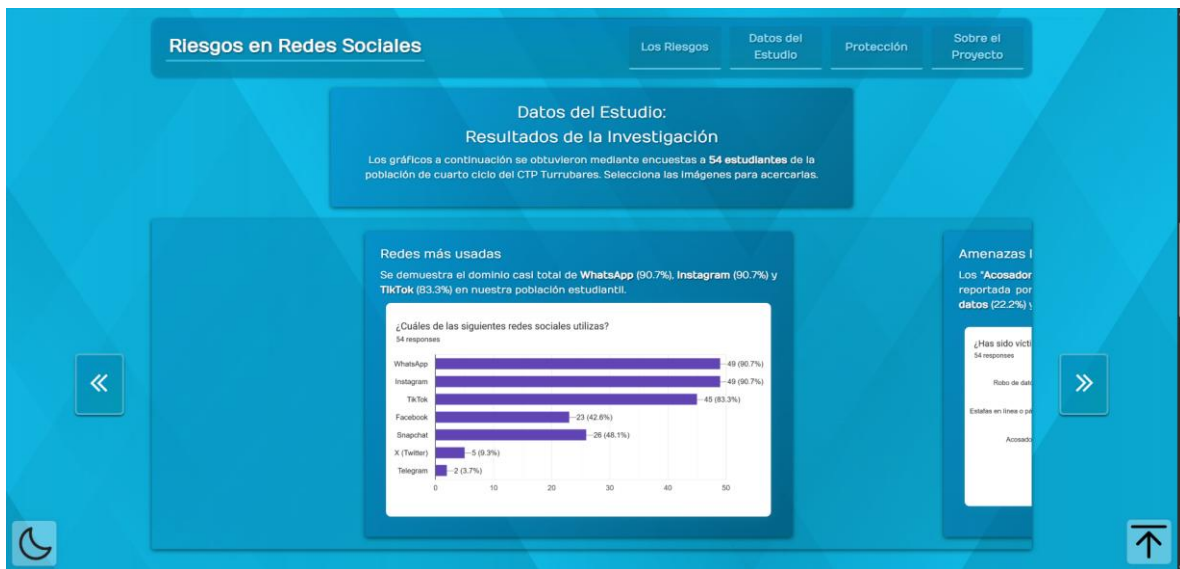 Riesgos en Redes Sociales
Los Riesgos
Datos del
Estudio
Protección
Sobre el
Proyecto
Datos del Estudio:
Resultados de la Investigación
Los gráficos a continuación se obtuvieron mediante encuestas a 54 estudiantes de la
población de cuarto ciclo del CTP Turrubares. Selecciona las imágenes para acercarlas.
Redes más usadas
Se demuestra el dominio casi total de WhatsApp (90.7%), Instagram (90.7%) y
TikTok (83.3%) en nuestra población estudiantil.
¿Cuáles de las siguientes redes sociales utilizas?
54 responses
WhatsApp 49 (90.7%)
Instagram 49 (90.7%)
TikTok 45 (83.3%)
Facebook 23 (42.6%)
Snapchat 26 (48.1%)
X (Twitter) 5 (9.3%)
Telegram 2 (3.7%)
0 10 20 30 40 50
Amenazas
Los "Acosador
reportada por
datos (22.2%) y
¿Has sido vícti
54 responses
Robo de dat
Estafas en línea o pá
Acosado